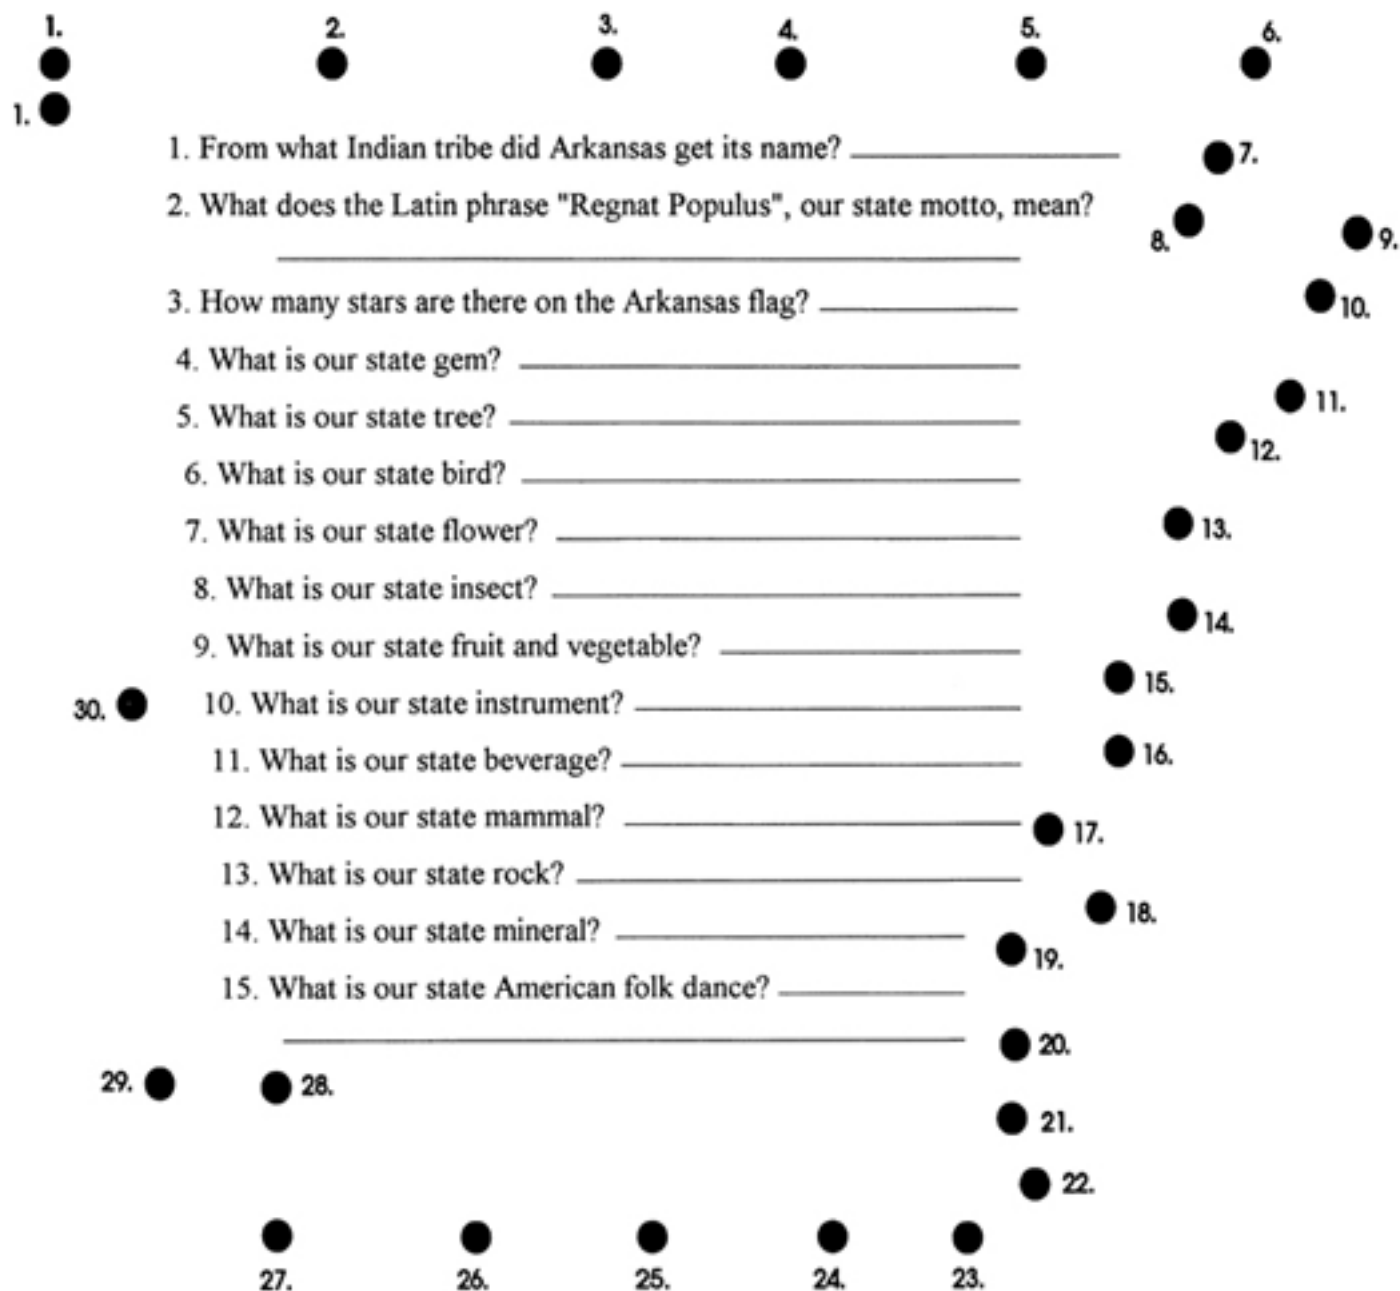 1.
2.
3.
4.
5.
6.
1.
1. From what Indian tribe did Arkansas get its name?
7.
2. What does the Latin phrase "Regnat Populus", our state motto, mean?
8.
9.
3. How many stars are there on the Arkansas flag?
10.
4. What is our state gem?
11.
5. What is our state tree?
12.
6. What is our state bird?
7. What is our state flower?
13.
8. What is our state insect?
14.
9. What is our state fruit and vegetable?
15.
30.
10. What is our state instrument?
11. What is our state beverage?
16.
12. What is our state mammal?
17.
13. What is our state rock?
18.
14. What is our state mineral?
19.
15. What is our state American folk dance?
20.
29.
28.
21.
22.
27.
26.
25.
24.
23.